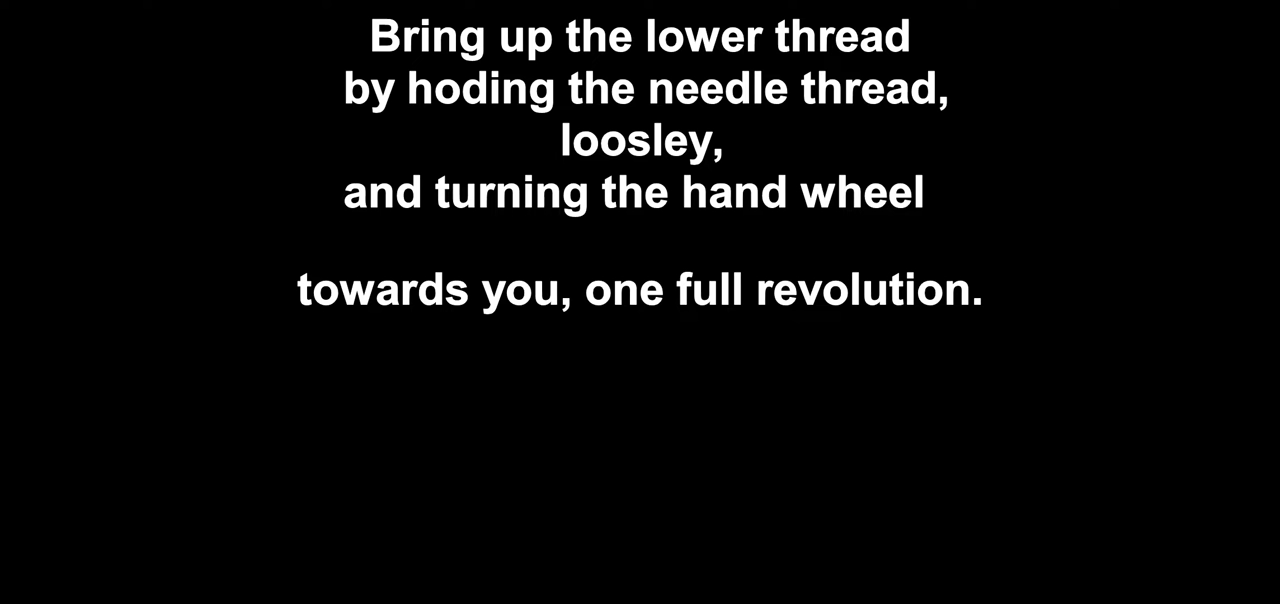 Bring up the lower thread
by hoding the needle thread,
loosley,
and turning the hand wheel
towards you, one full revolution.